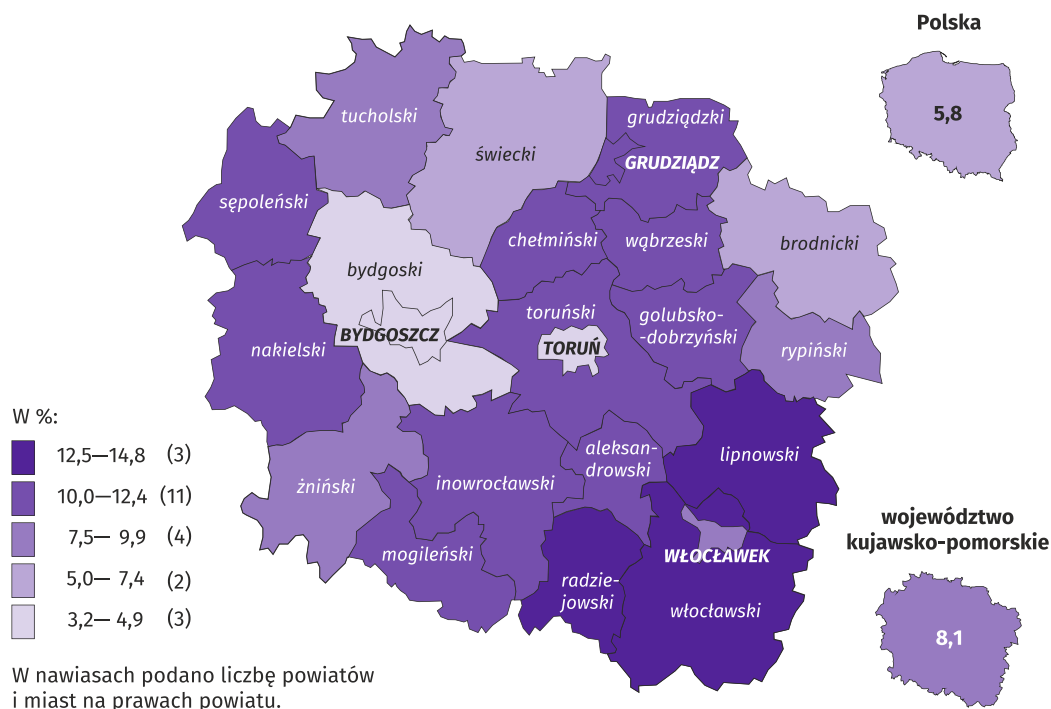 Polska
5,8
tucholski
grudziądzki
świecki
GRUDZIĄDZ
sępoleński
chełmiński
wąbrzeski
brodnicki
bydgoski
toruński
golubsko-
-dobrzyński
BYDGOSZCZ
TORUŃ
nakielski
rypiński
aleksan-
drowski
lipnowski
żniński
inowrocławski
mogileński
WŁOCŁAWEK
radzie-
jowski
włocławski
W %:
12,5—14,8 (3)
10,0—12,4 (11)
7,5— 9,9 (4)
5,0— 7,4 (2)
3,2— 4,9 (3)
W nawiasach podano liczbę powiatów
i miast na prawach powiatu.
województwo
kujawsko-pomorskie
8,1